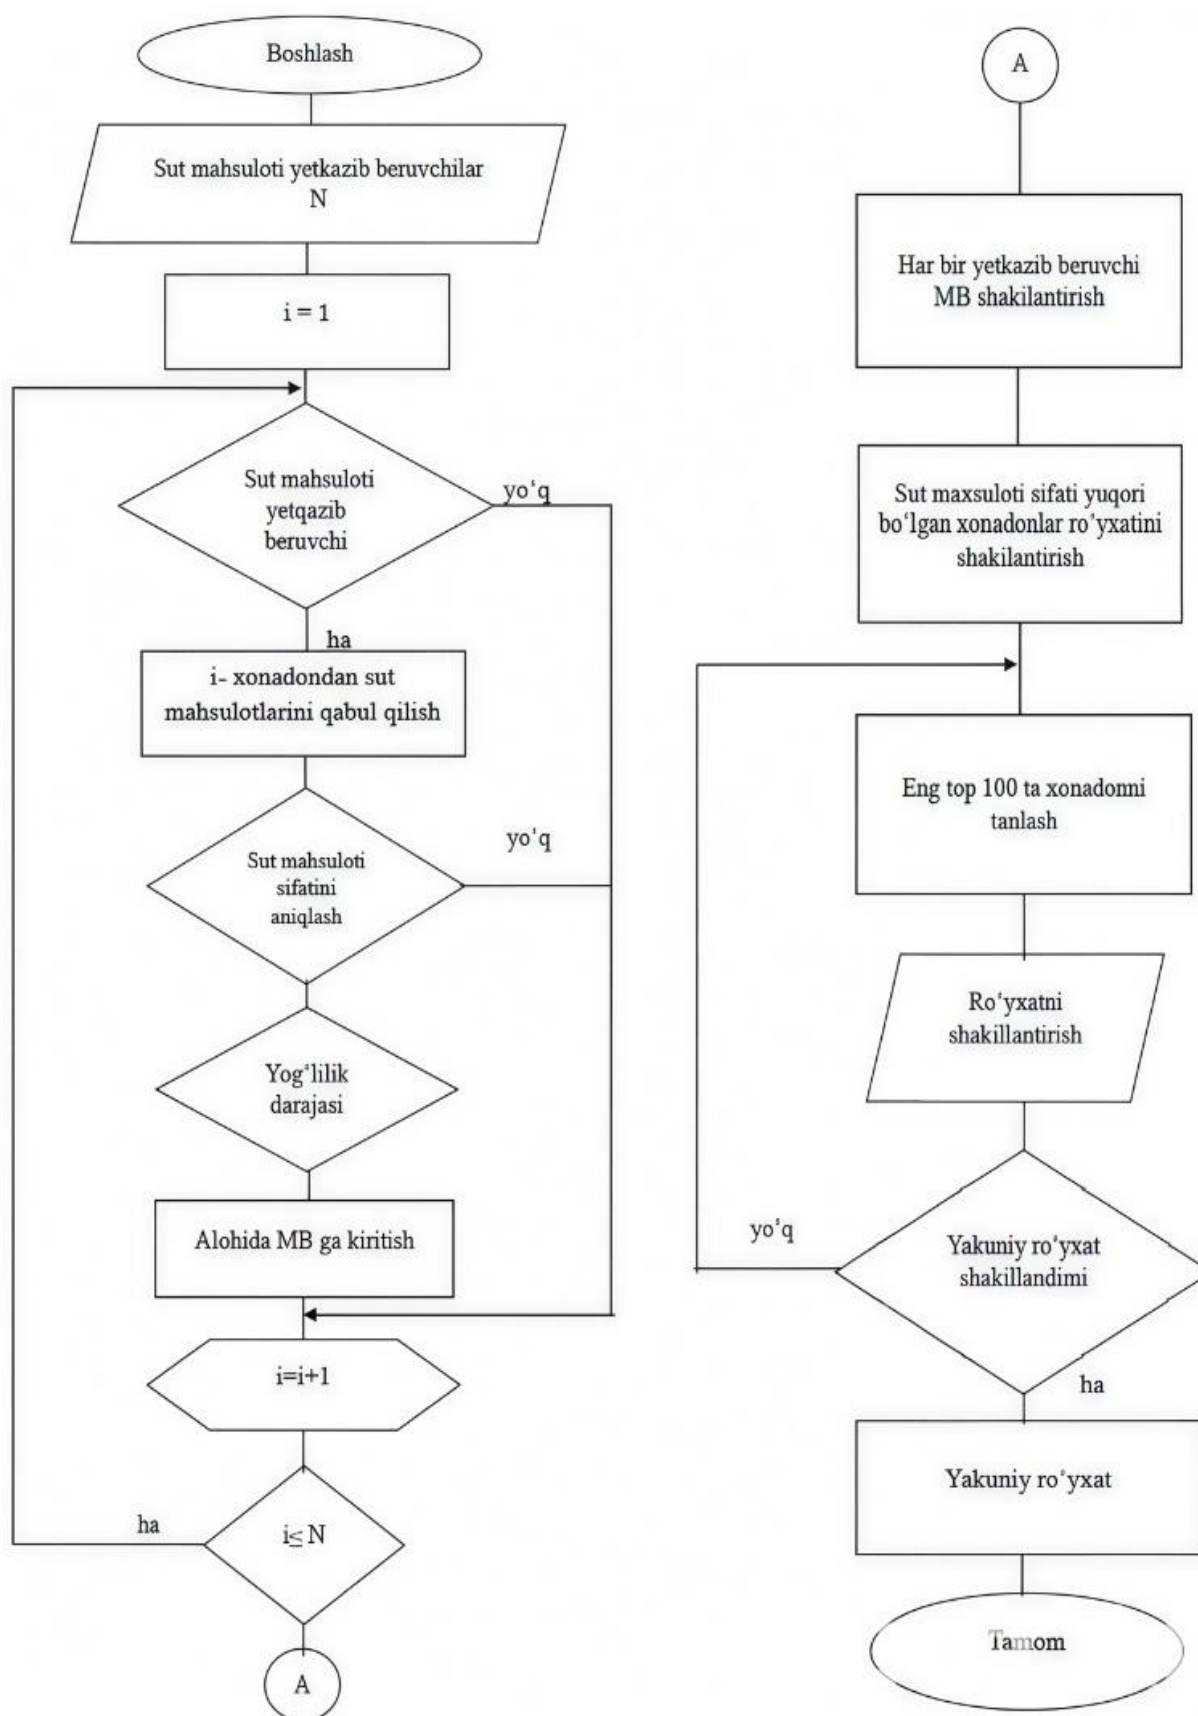 Boshlash
Sut mahsuloti yetkazib beruvchilar
N
i = 1
Sut mahsuloti
yetqazib
beruvchi
yo'q
ha
i- xonadondan sut
mahsulotlarini qabul qilish
Sut mahsuloti
sifatini
aniqlash
yo'q
Yog'lilik
darajasi
Alohida MB ga kiritish
i=i+1
i≤ N
ha
A
A
Har bir yetkazib beruvchi
MB shakilantirish
Sut maxsuloti sifati yuqori
bo'lgan xonadonlar ro'yxatini
shakilantirish
Eng top 100 ta xonadonni
tanlash
Ro'yxatni
shakillantirish
Yakuniy ro'yxat
shakillandimi
yo'q
ha
Yakuniy ro'yxat
Tamom